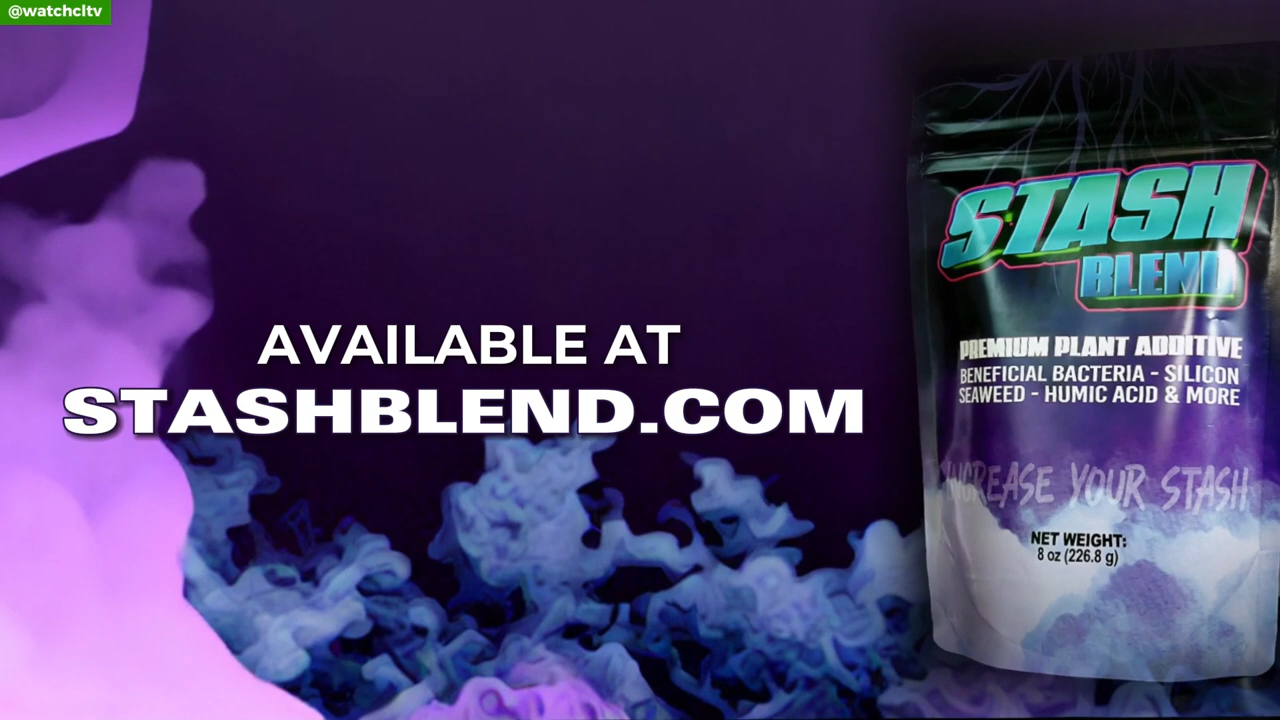 @watchcltv
AVAILABLE AT
STASHBLEND.COM
STASH
BLEND
PREMIUM PLANT ADDITIVE
BENEFICIAL BACTERIA - SILICON
SEAWEED - HUMIC ACID & MORE
INCREASE YOUR STASH
NET WEIGHT:
8 oz (226.8 g)